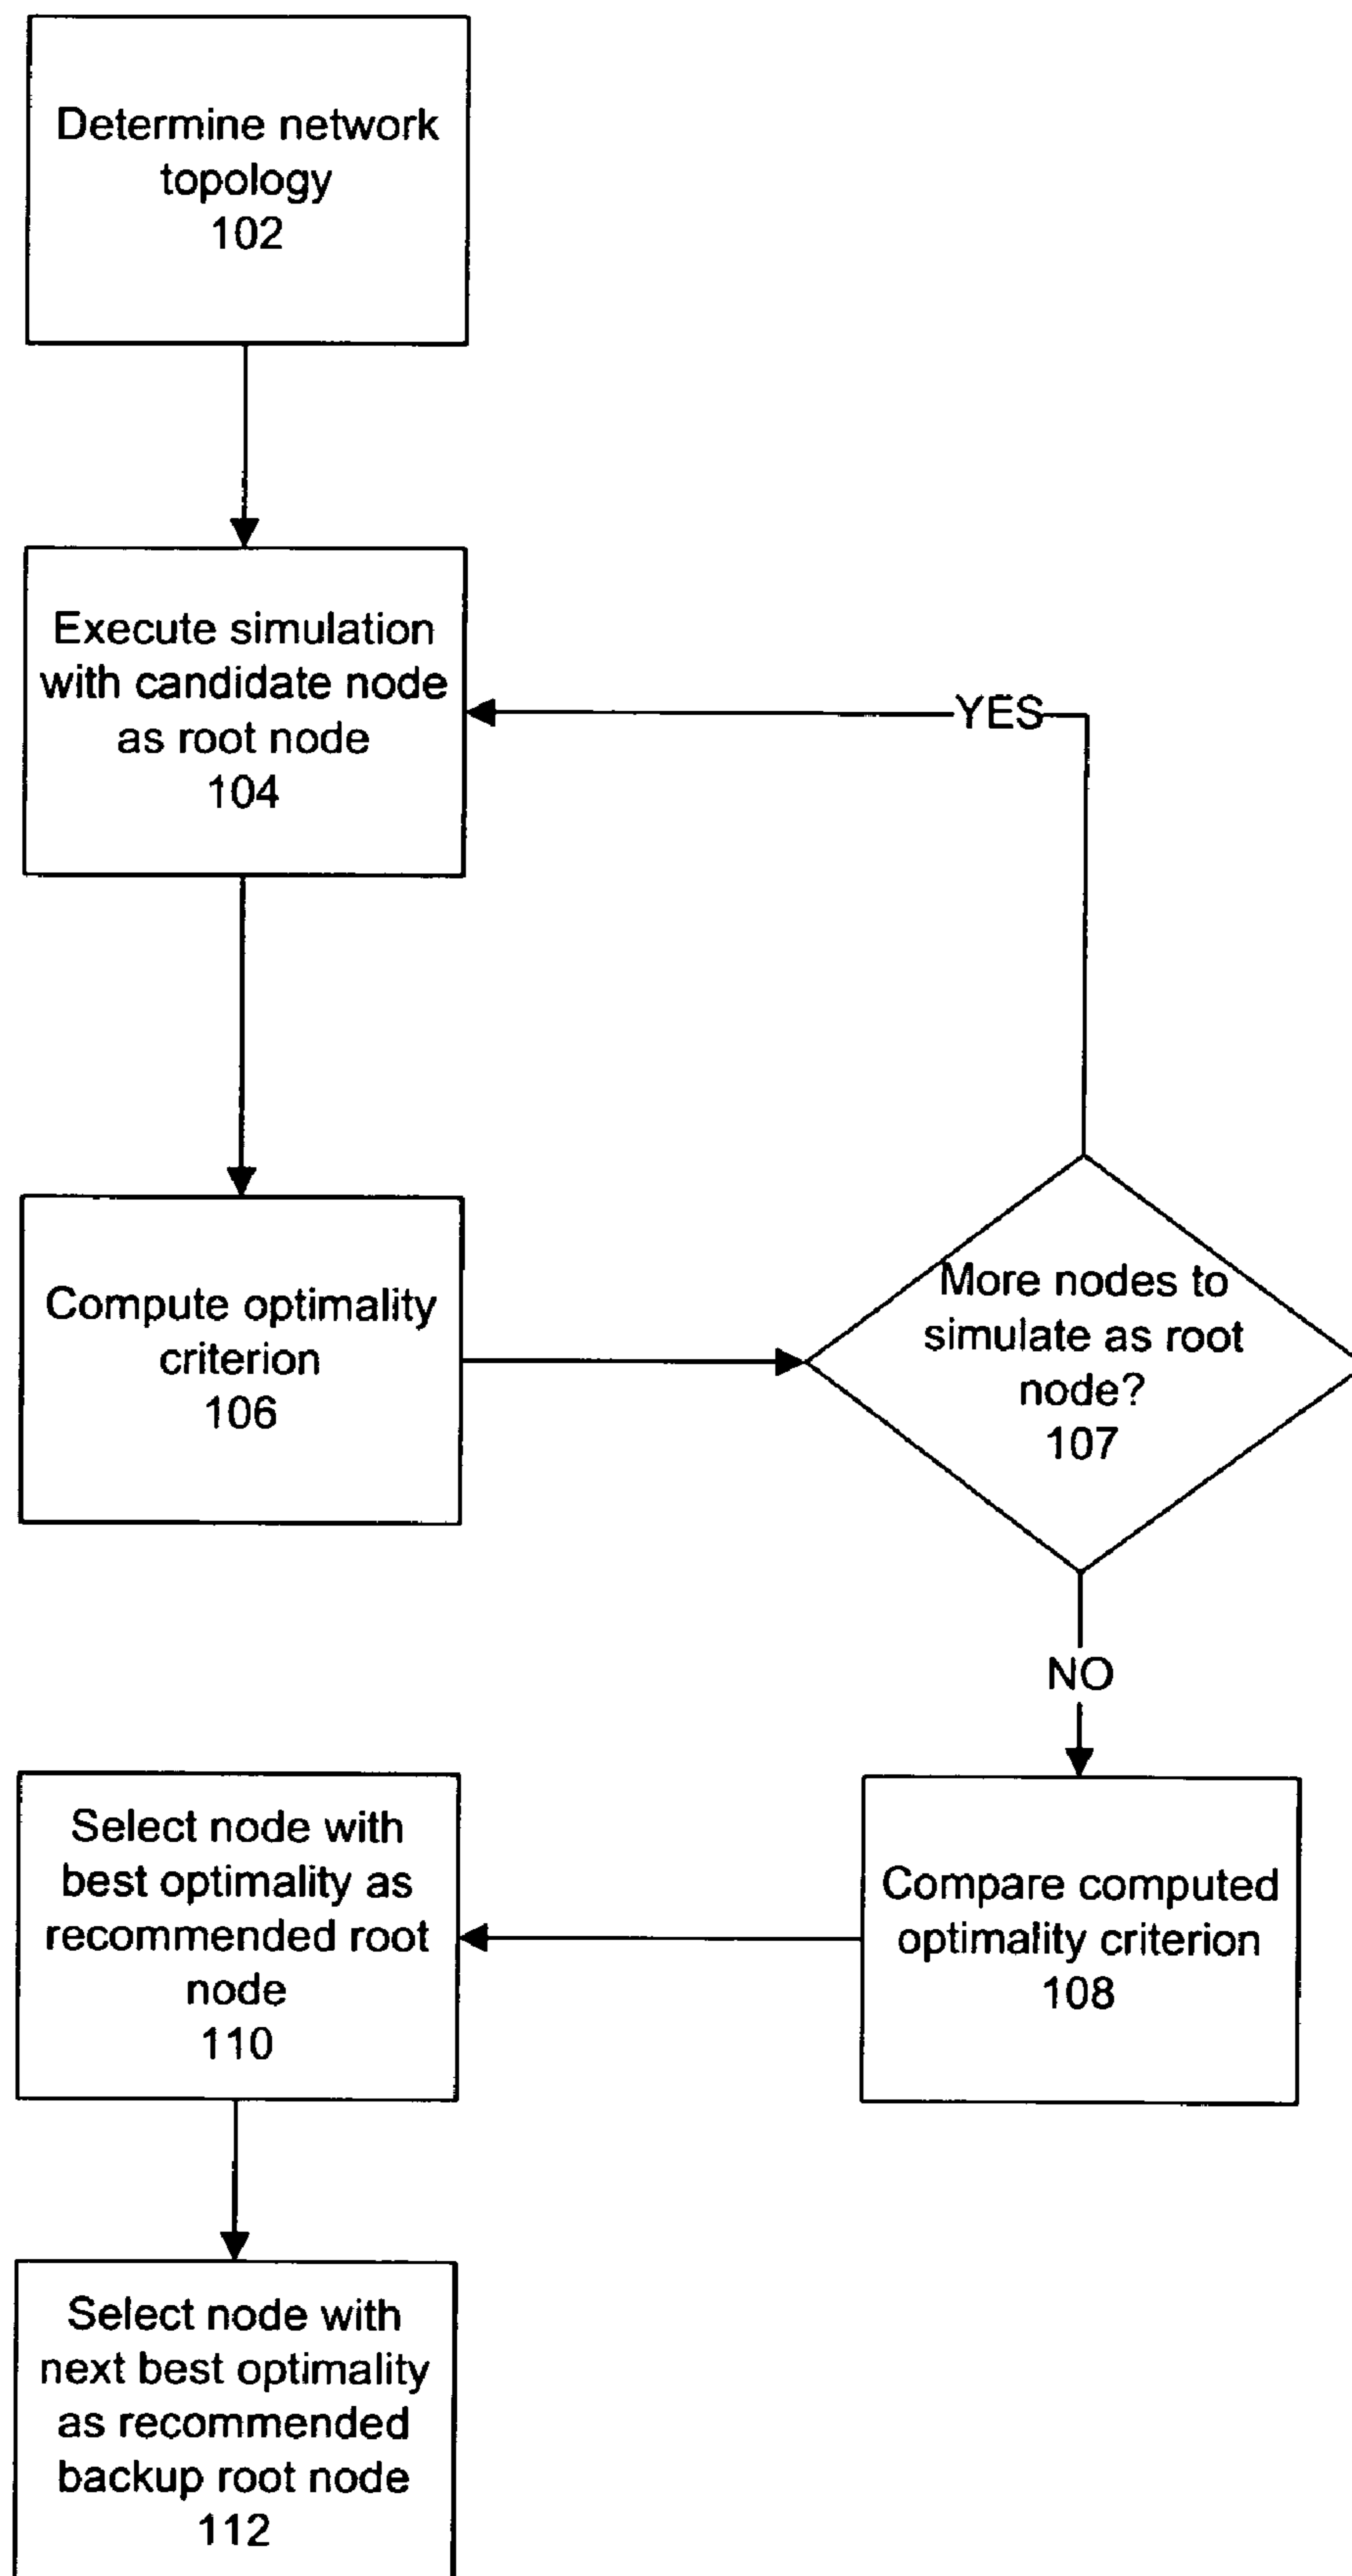 Determine network
topology
102
Execute simulation
with candidate node
as root node
104
YES
Compute optimality
criterion
106
More nodes to
simulate as root
node?
107
NO
Compare computed
optimality criterion
108
Select node with
best optimality as
recommended root
node
110
Select node with
next best optimality
as recommended
backup root node
112